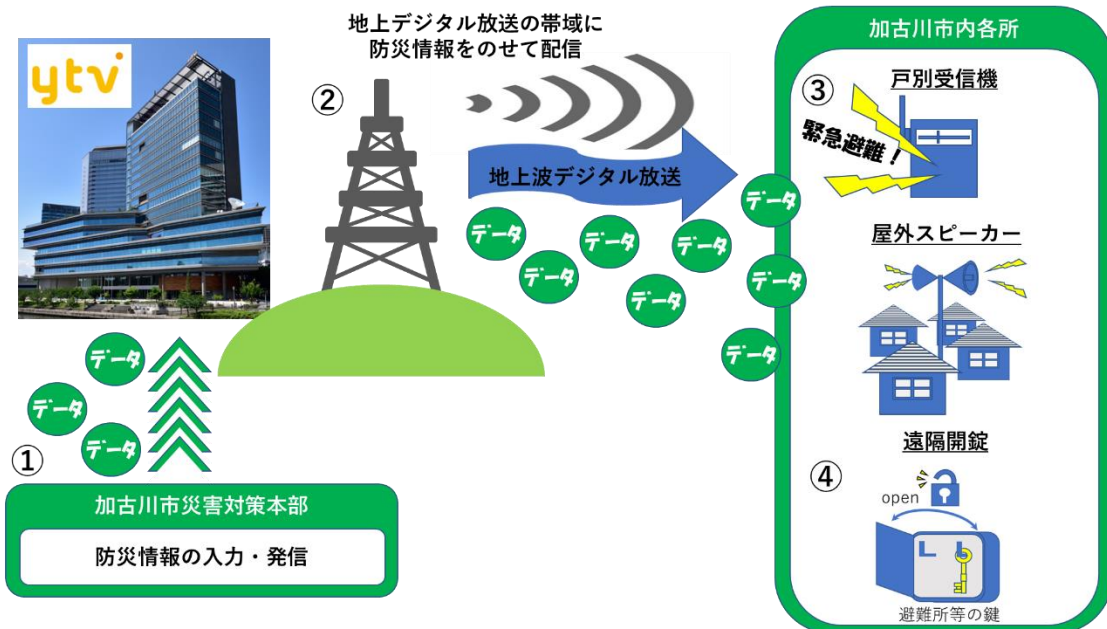 ytv
地上デジタル放送の帯域に
防災情報をのせて配信
②
地上波デジタル放送
データ
データ
データ
データ
データ
データ
データ
データ
データ
データ
データ
①
加古川市災害対策本部
防災情報の入力・発信
加古川市内各所
③
戸別受信機
緊急避難！
屋外スピーカー
遠隔開錠
④
open
避難所等の鍵